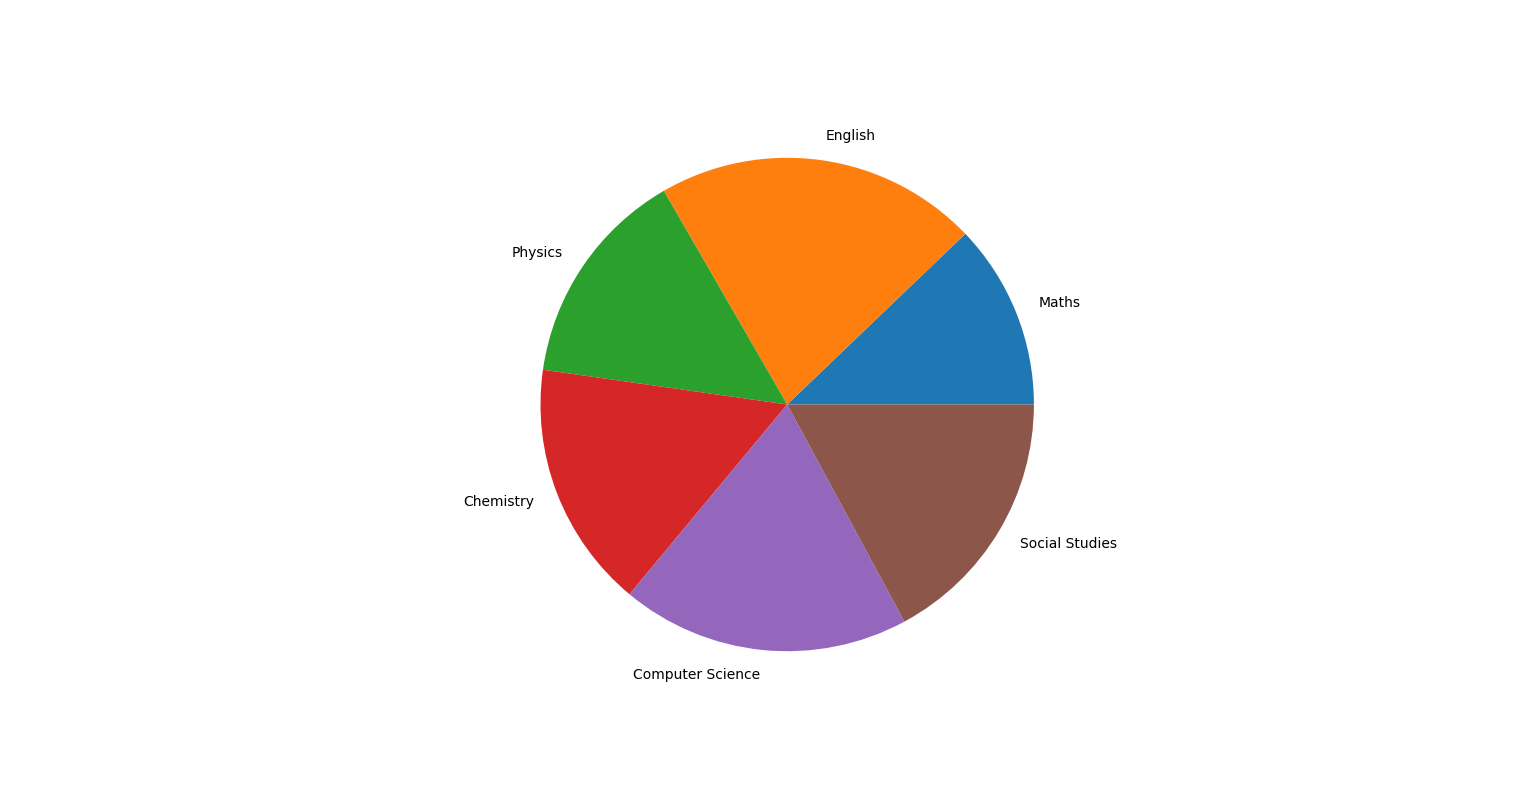 English
Physics
Maths
Chemistry
Social Studies
Computer Science